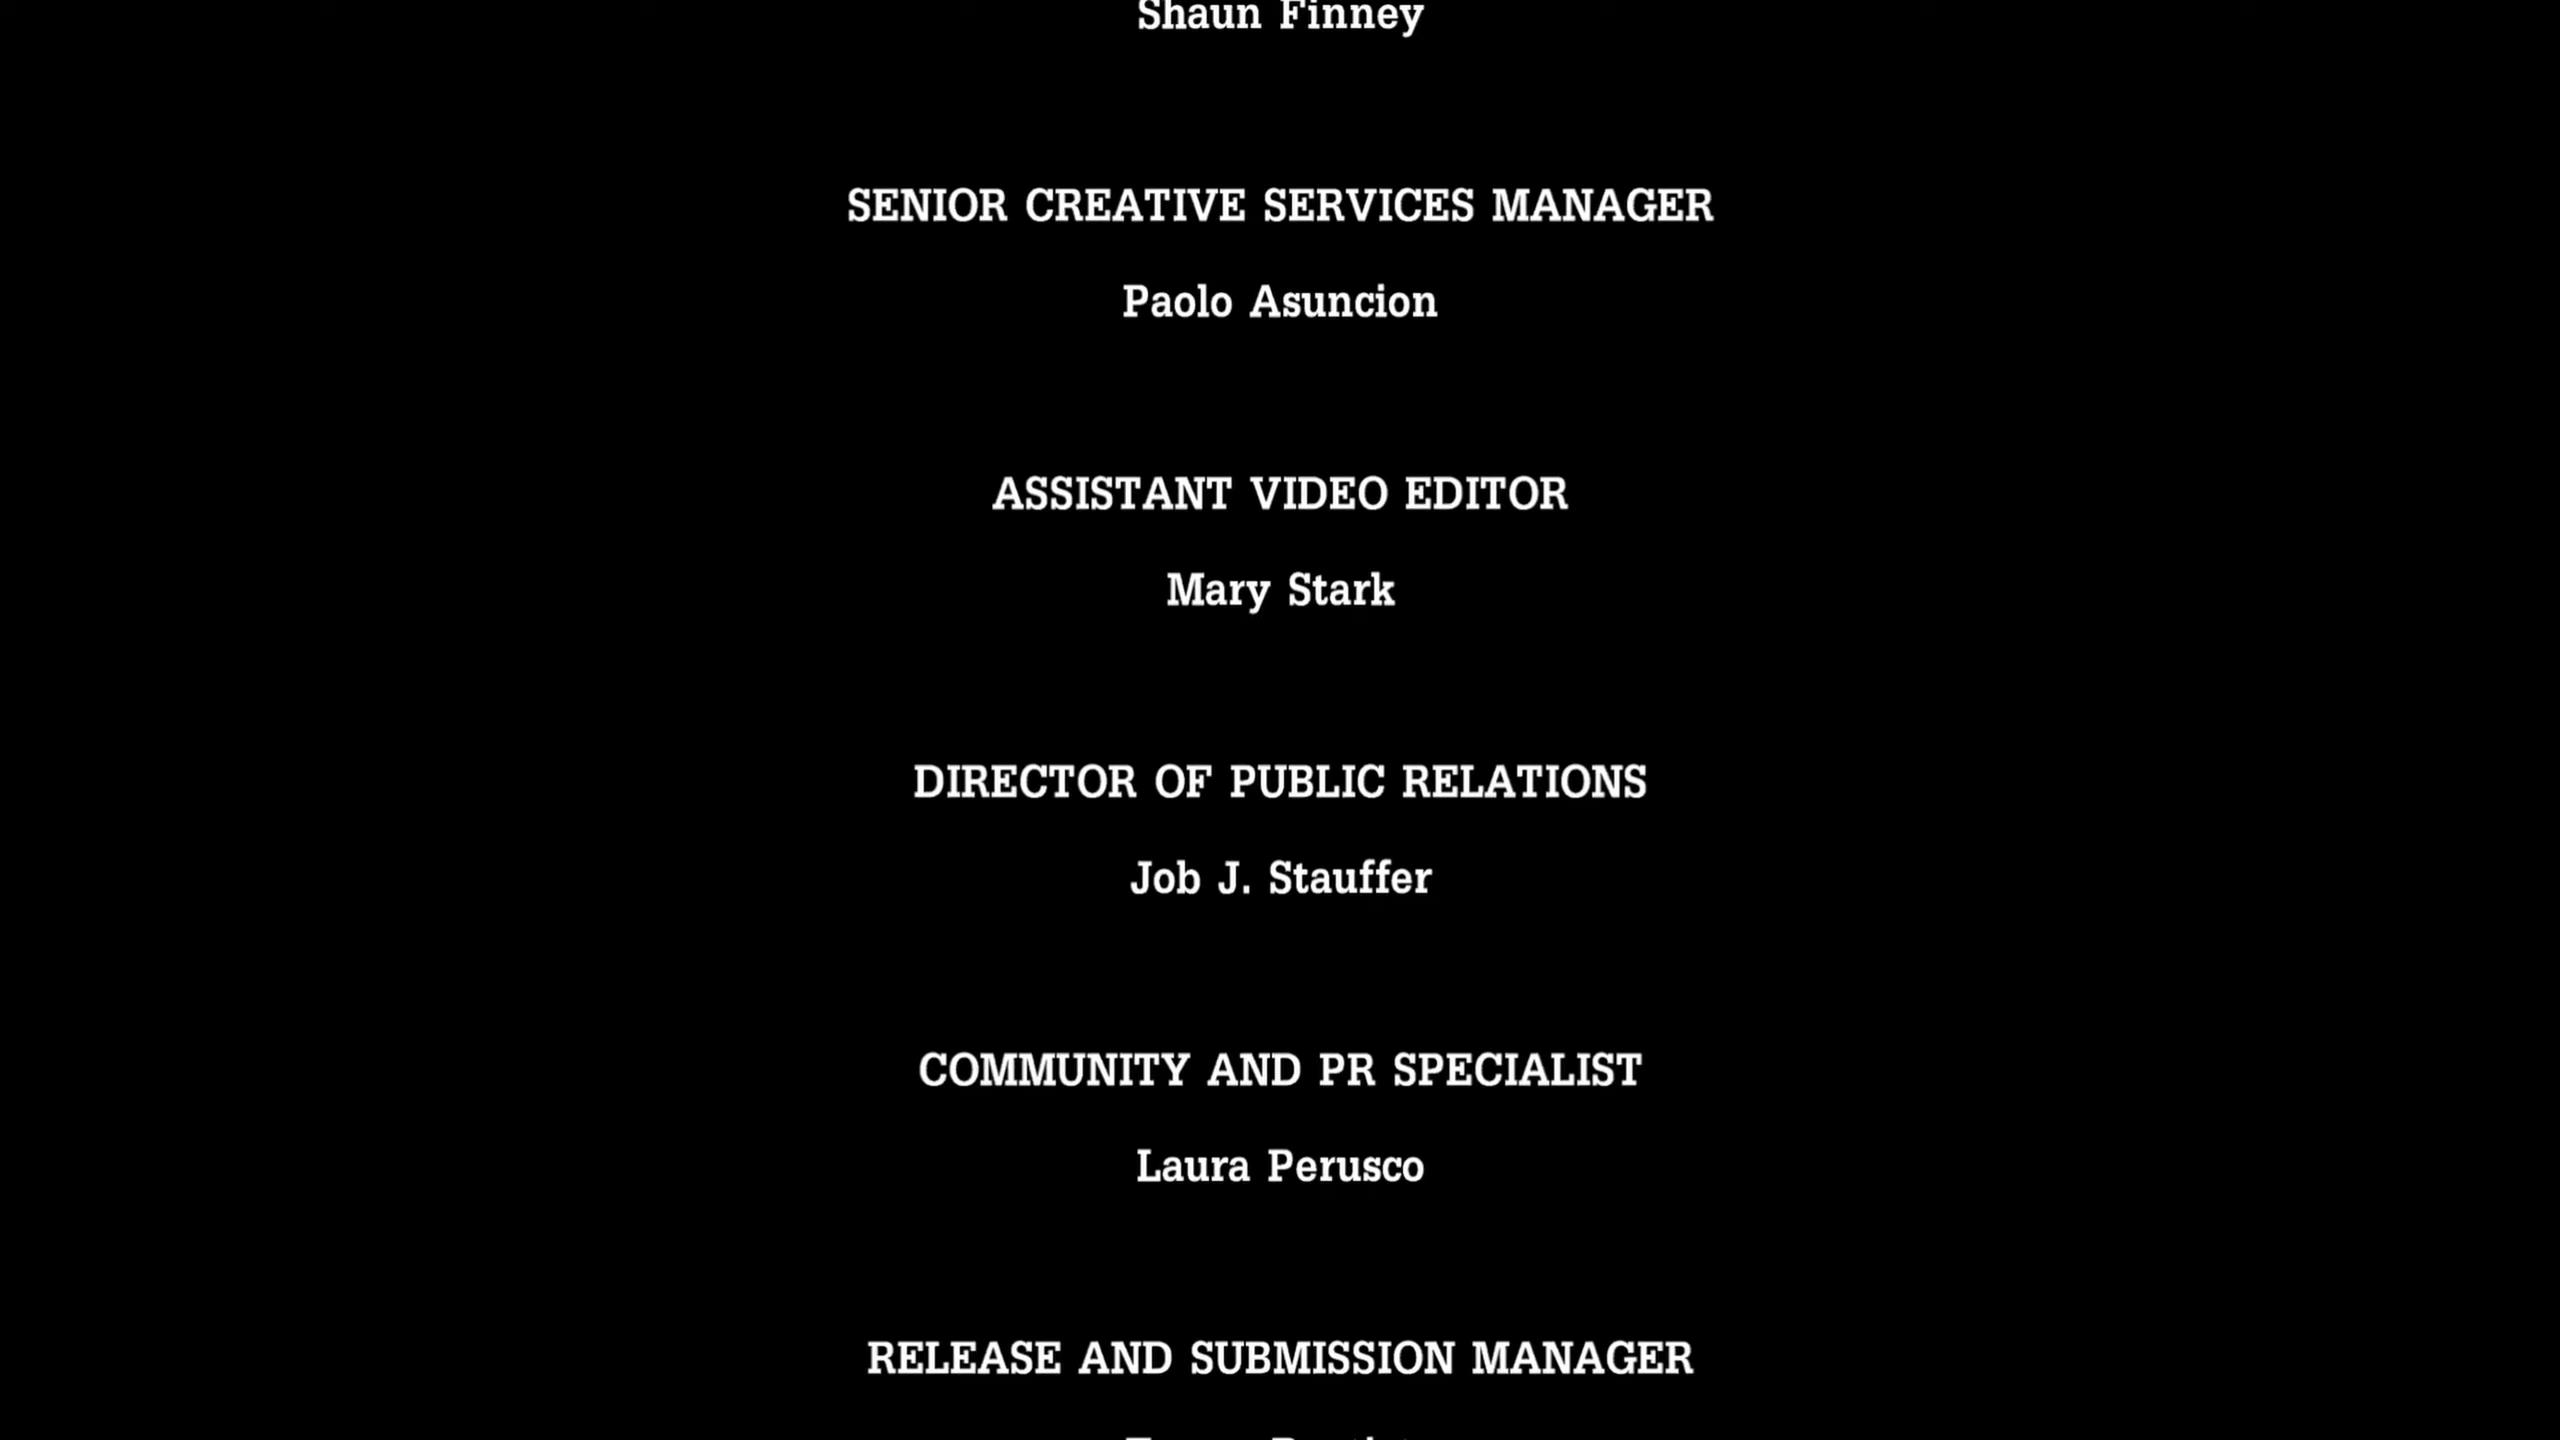 Shaun Finney
SENIOR CREATIVE SERVICES MANAGER
Paolo Asuncion
ASSISTANT VIDEO EDITOR
Mary Stark
DIRECTOR OF PUBLIC RELATIONS
Job J. Stauffer
COMMUNITY AND PR SPECIALIST
Laura Perusco
RELEASE AND SUBMISSION MANAGER